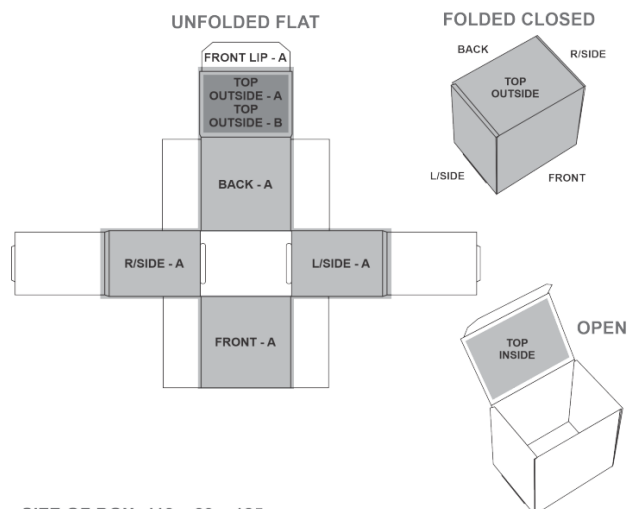 UNFOLDED FLAT
FRONT LIP - A
TOP
OUTSIDE - A
TOP
OUTSIDE - B
BACK - A
R/SIDE - A
L/SIDE - A
FRONT - A
FOLDED CLOSED
BACK
R/SIDE
TOP
OUTSIDE
L/SIDE
FRONT
OPEN
TOP
INSIDE